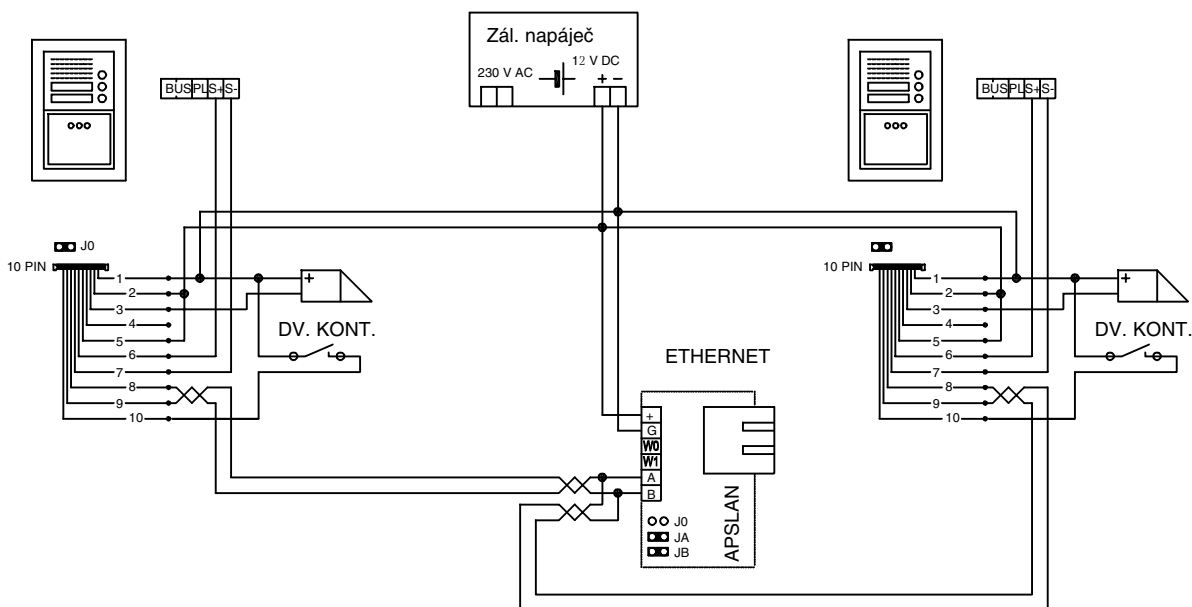 Zál. napáječ
230 V AC
12 V DC
+ −
BUS PL S+ S-
BUS PL S+ S-
J0
10 PIN
1
2
3
4
5
6
7
8
9
10
+
DV. KONT.
10 PIN
1
2
3
4
5
6
7
8
9
10
+
DV. KONT.
ETHERNET
+
G
W0
W1
A
B
J0
JA
JB
APSLAN